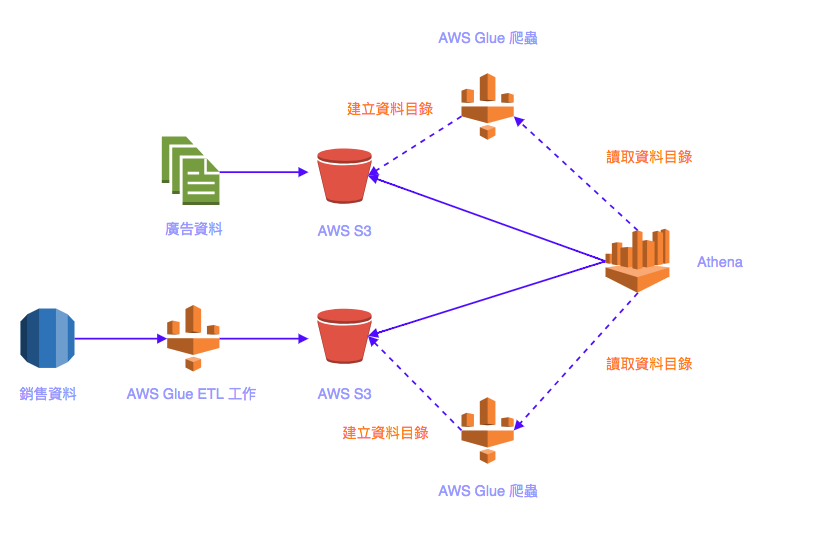 AWS Glue 爬蟲
建立資料目錄
讀取資料目錄
廣告資料
AWS S3
Athena
銷售資料
AWS Glue ETL 工作
AWS S3
讀取資料目錄
建立資料目錄
AWS Glue 爬蟲